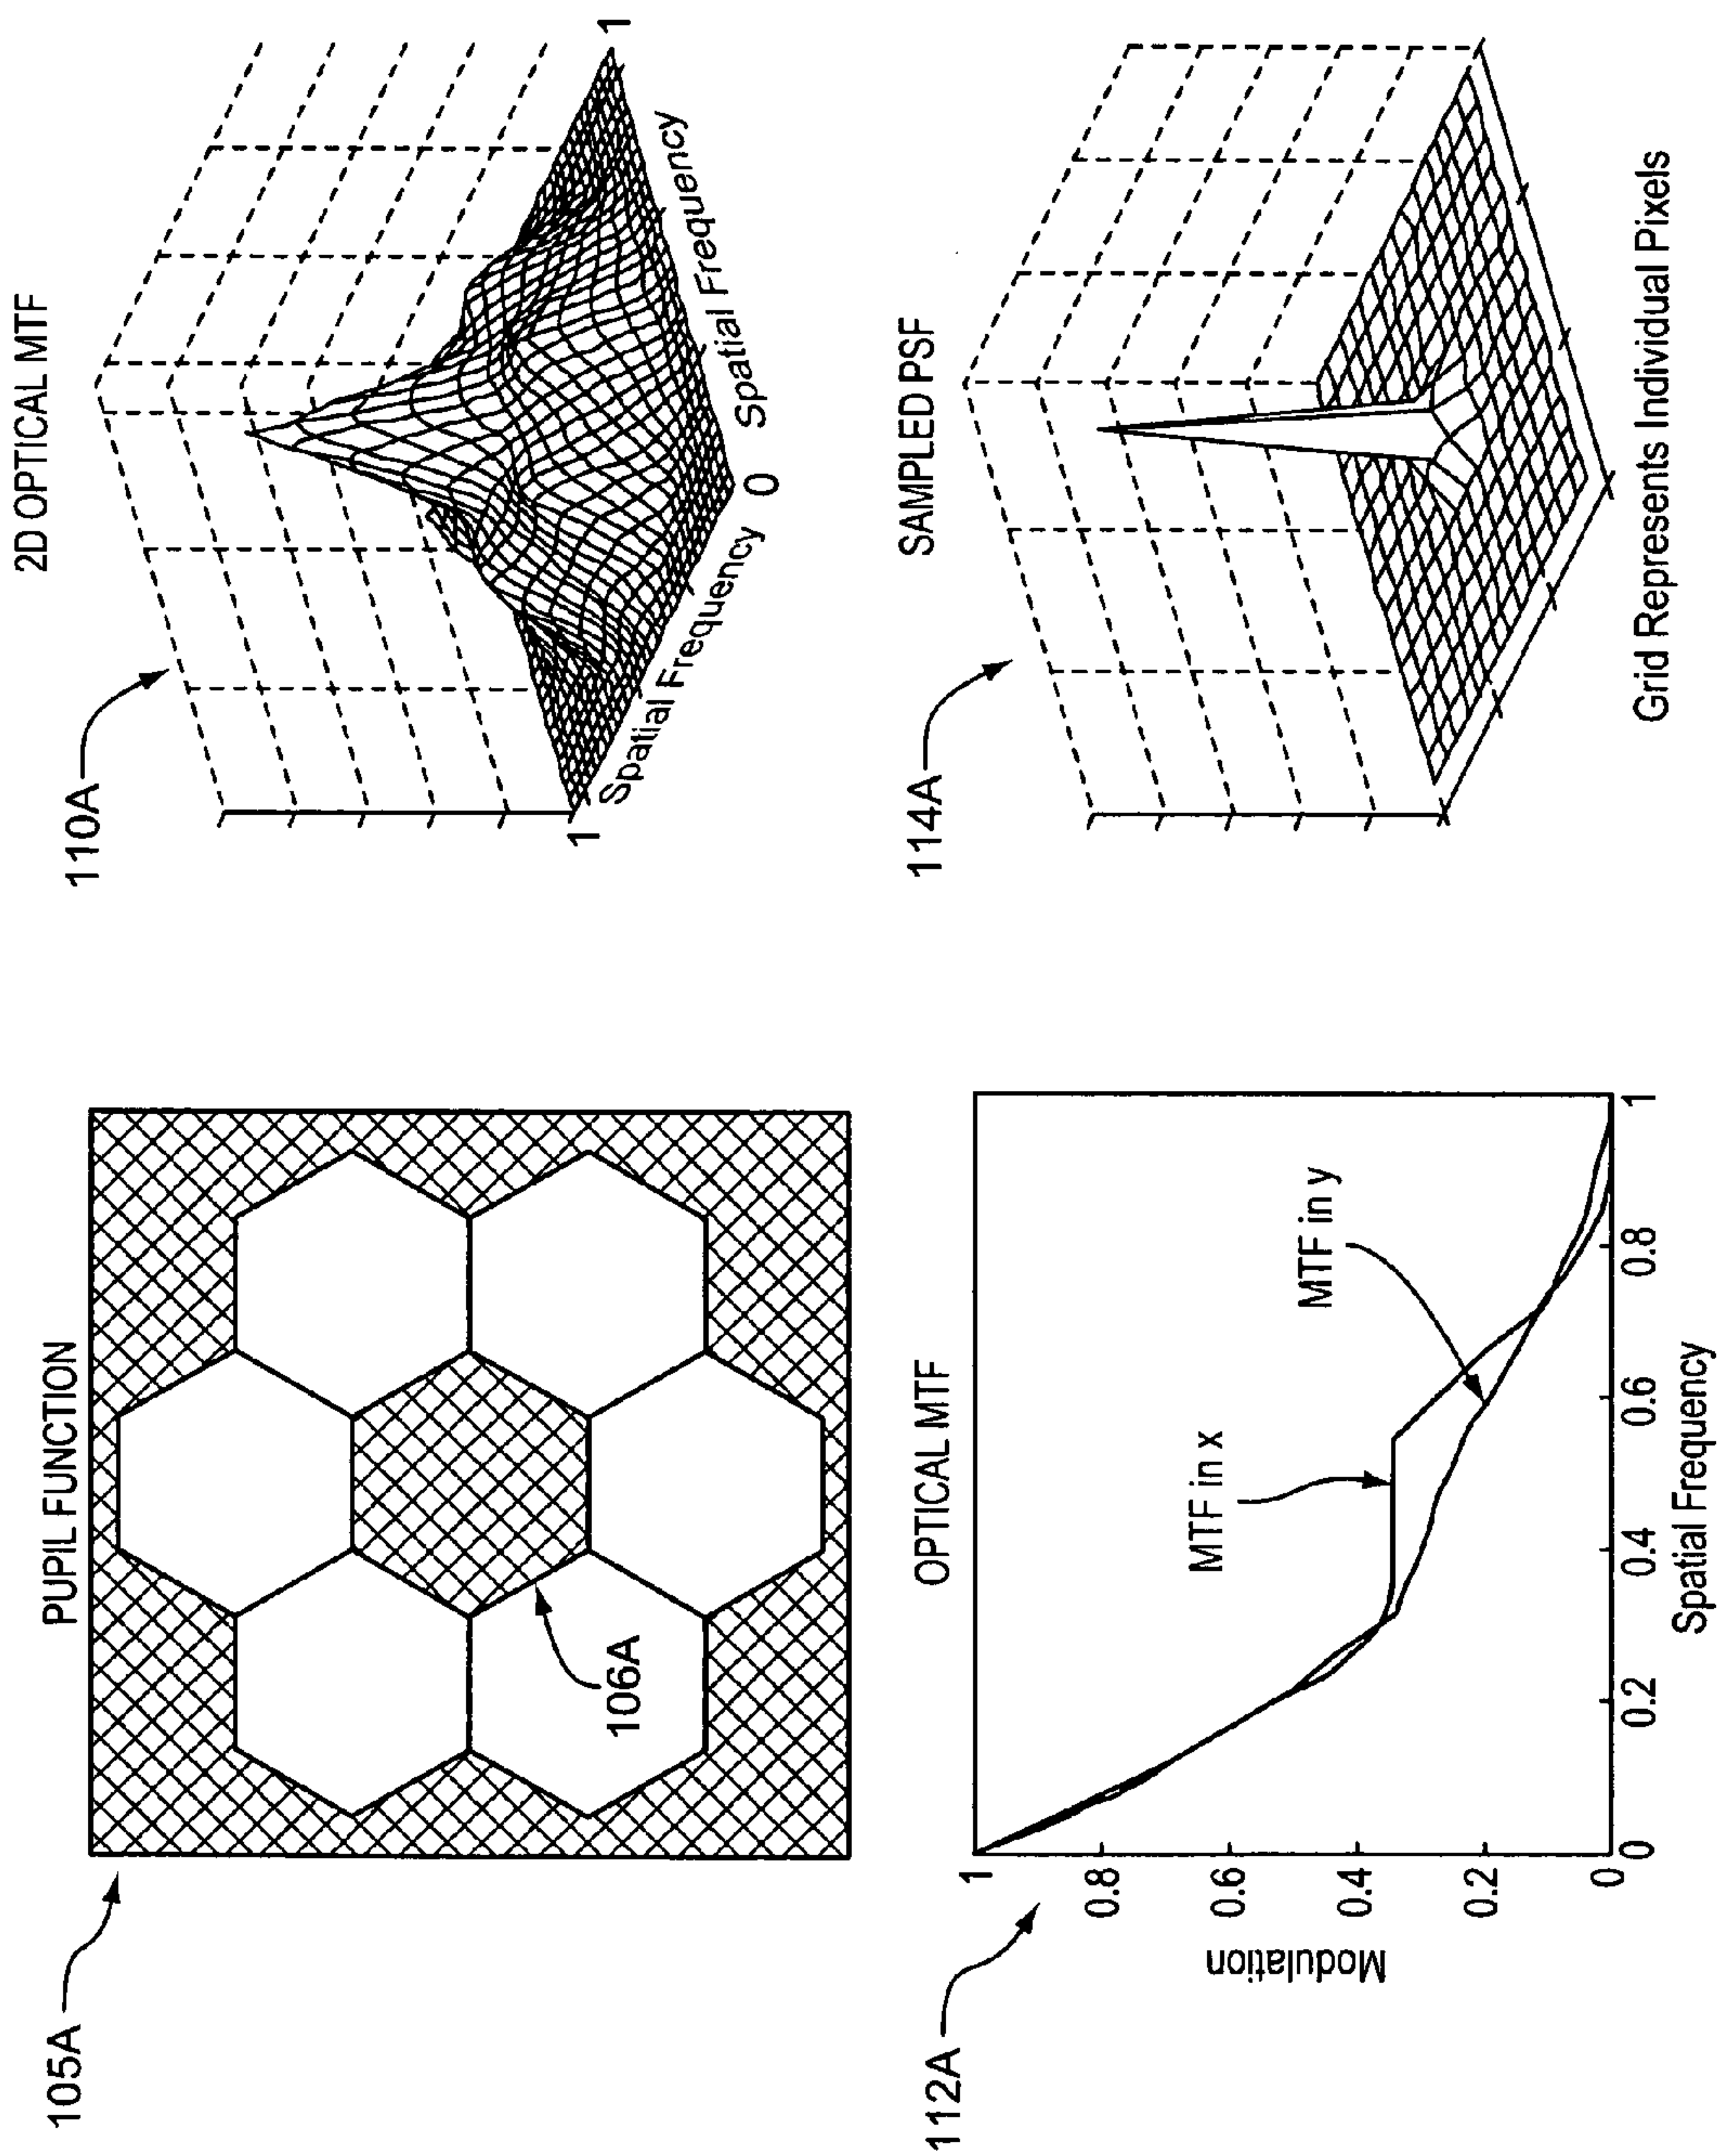 105A
PUPIL FUNCTION
106A
110A
2D OPTICAL MTF
1
Spatial Frequency
0
Spatial Frequency
1
112A
OPTICAL MTF
Modulation
1
0.8
0.6
0.4
0.2
0
MTF in x
MTF in y
0
0.2
0.4
0.6
0.8
1
Spatial Frequency
114A
SAMPLED PSF
Grid Represents Individual Pixels